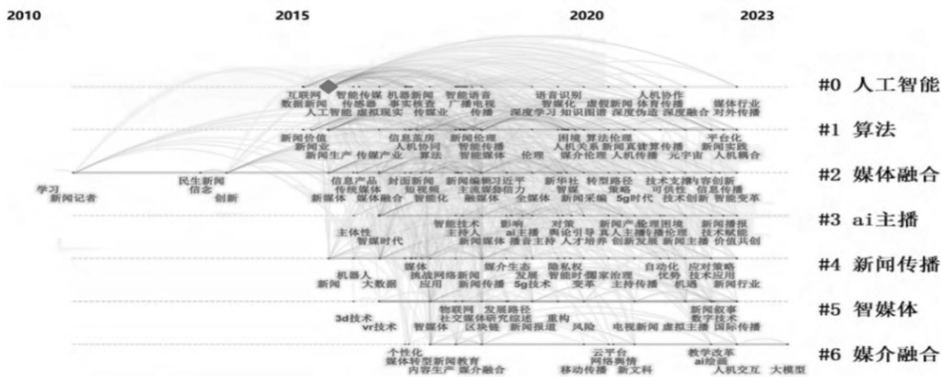 2010 2015 2020 2023
互联网 智能传媒 机器新闻 智能语音 语音识别 人机协作
#0 人工智能
数据新闻 传感器 事实核查 广播电视 智媒化 虚假新闻 体育传播 媒体行业
人工智能 虚拟现实 传媒业 传播 深度学习 知识图谱 深度伪造 深度融合 对外传播
新闻价值 信息茧房 新闻伦理 困境 算法伦理 平台化
#1 算法
新闻业 人机协同 智能传播 人机关系 新闻真实 计算传播 新闻实践
新闻生产 传媒产业 算法 智能媒体 伦理 媒介伦理 人机传播 元宇宙 人机耦合
民生新闻 信息产品 封面新闻 新闻编辑 习近平 新华社 转型路径 技术支撑 内容创新
#2 媒体融合
学习 信念 传统媒体 短视频 主流媒体 公信力 智媒 策略 可供性 信息传播
新闻记者 创新 新媒体 媒体融合 智能化 融媒体 全媒体 新闻采编 5g时代 技术创新 智能变革
智能技术 影响 对策 新闻产品 伦理困境 新闻播报
#3 ai主播
主体性 主持人 ai主播 舆论引导 真人主持 传播伦理 技术赋能
智媒时代 新闻媒体 播音主持 人才培养 创新发展 新闻主播 价值共创
媒体 媒介生态 隐私权 自动化 应对策略
#4 新闻传播
机器人 挑战 网络新闻 发展 智能时代 国家治理 优势 技术应用
新闻 大数据 应用 新闻传播 5g技术 变革 主持传播 机遇 新闻行业
物联网 发展路径 新闻叙事
#5 智媒体
3d技术 社交媒体 研究综述 重构 数字技术
vr技术 智媒体 区块链 新闻报道 风险 电视新闻 虚拟主播 国际传播
个性化 云平台 教学改革
#6 媒介融合
媒体转型 新闻教育 网络舆情 ai绘画
内容生产 媒介融合 移动传播 新文科 人机交互 大模型